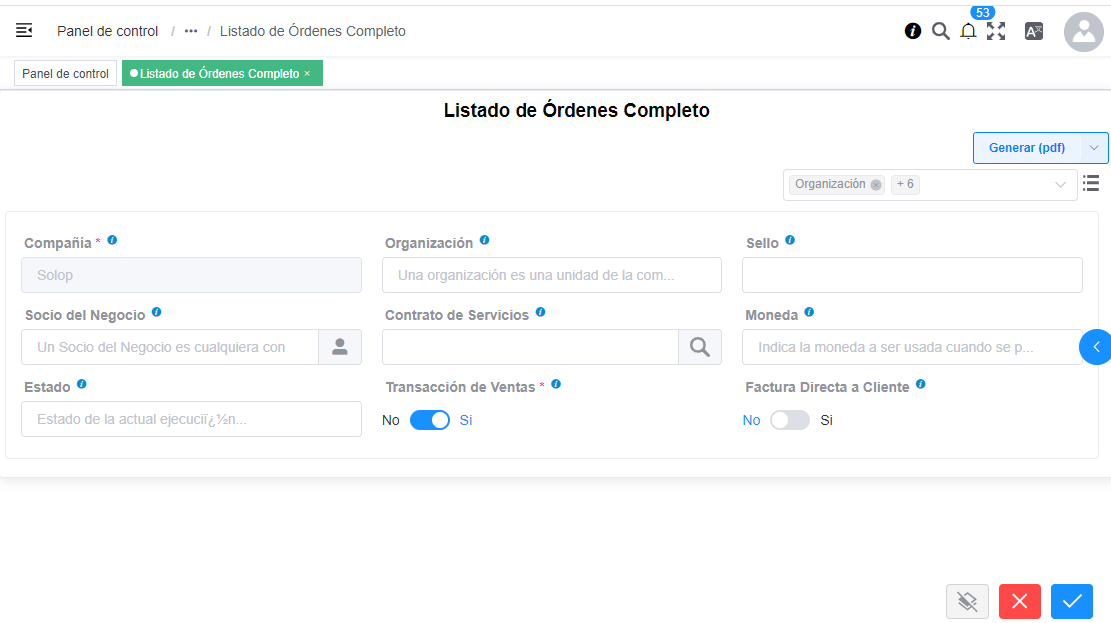 53
Panel de control / ••• / Listado de Órdenes Completo
Panel de control
Listado de Órdenes Completo ×
Listado de Órdenes Completo
Generar (pdf)
Organización + 6
Compañía * Organización Sello
Solop Una organización es una unidad de la com...
Socio del Negocio Contrato de Servicios Moneda
Un Socio del Negocio es cualquiera con Indica la moneda a ser usada cuando se p...
Estado Transacción de Ventas * Factura Directa a Cliente
Estado de la actual ejecuciï¿½n... No Si No Si